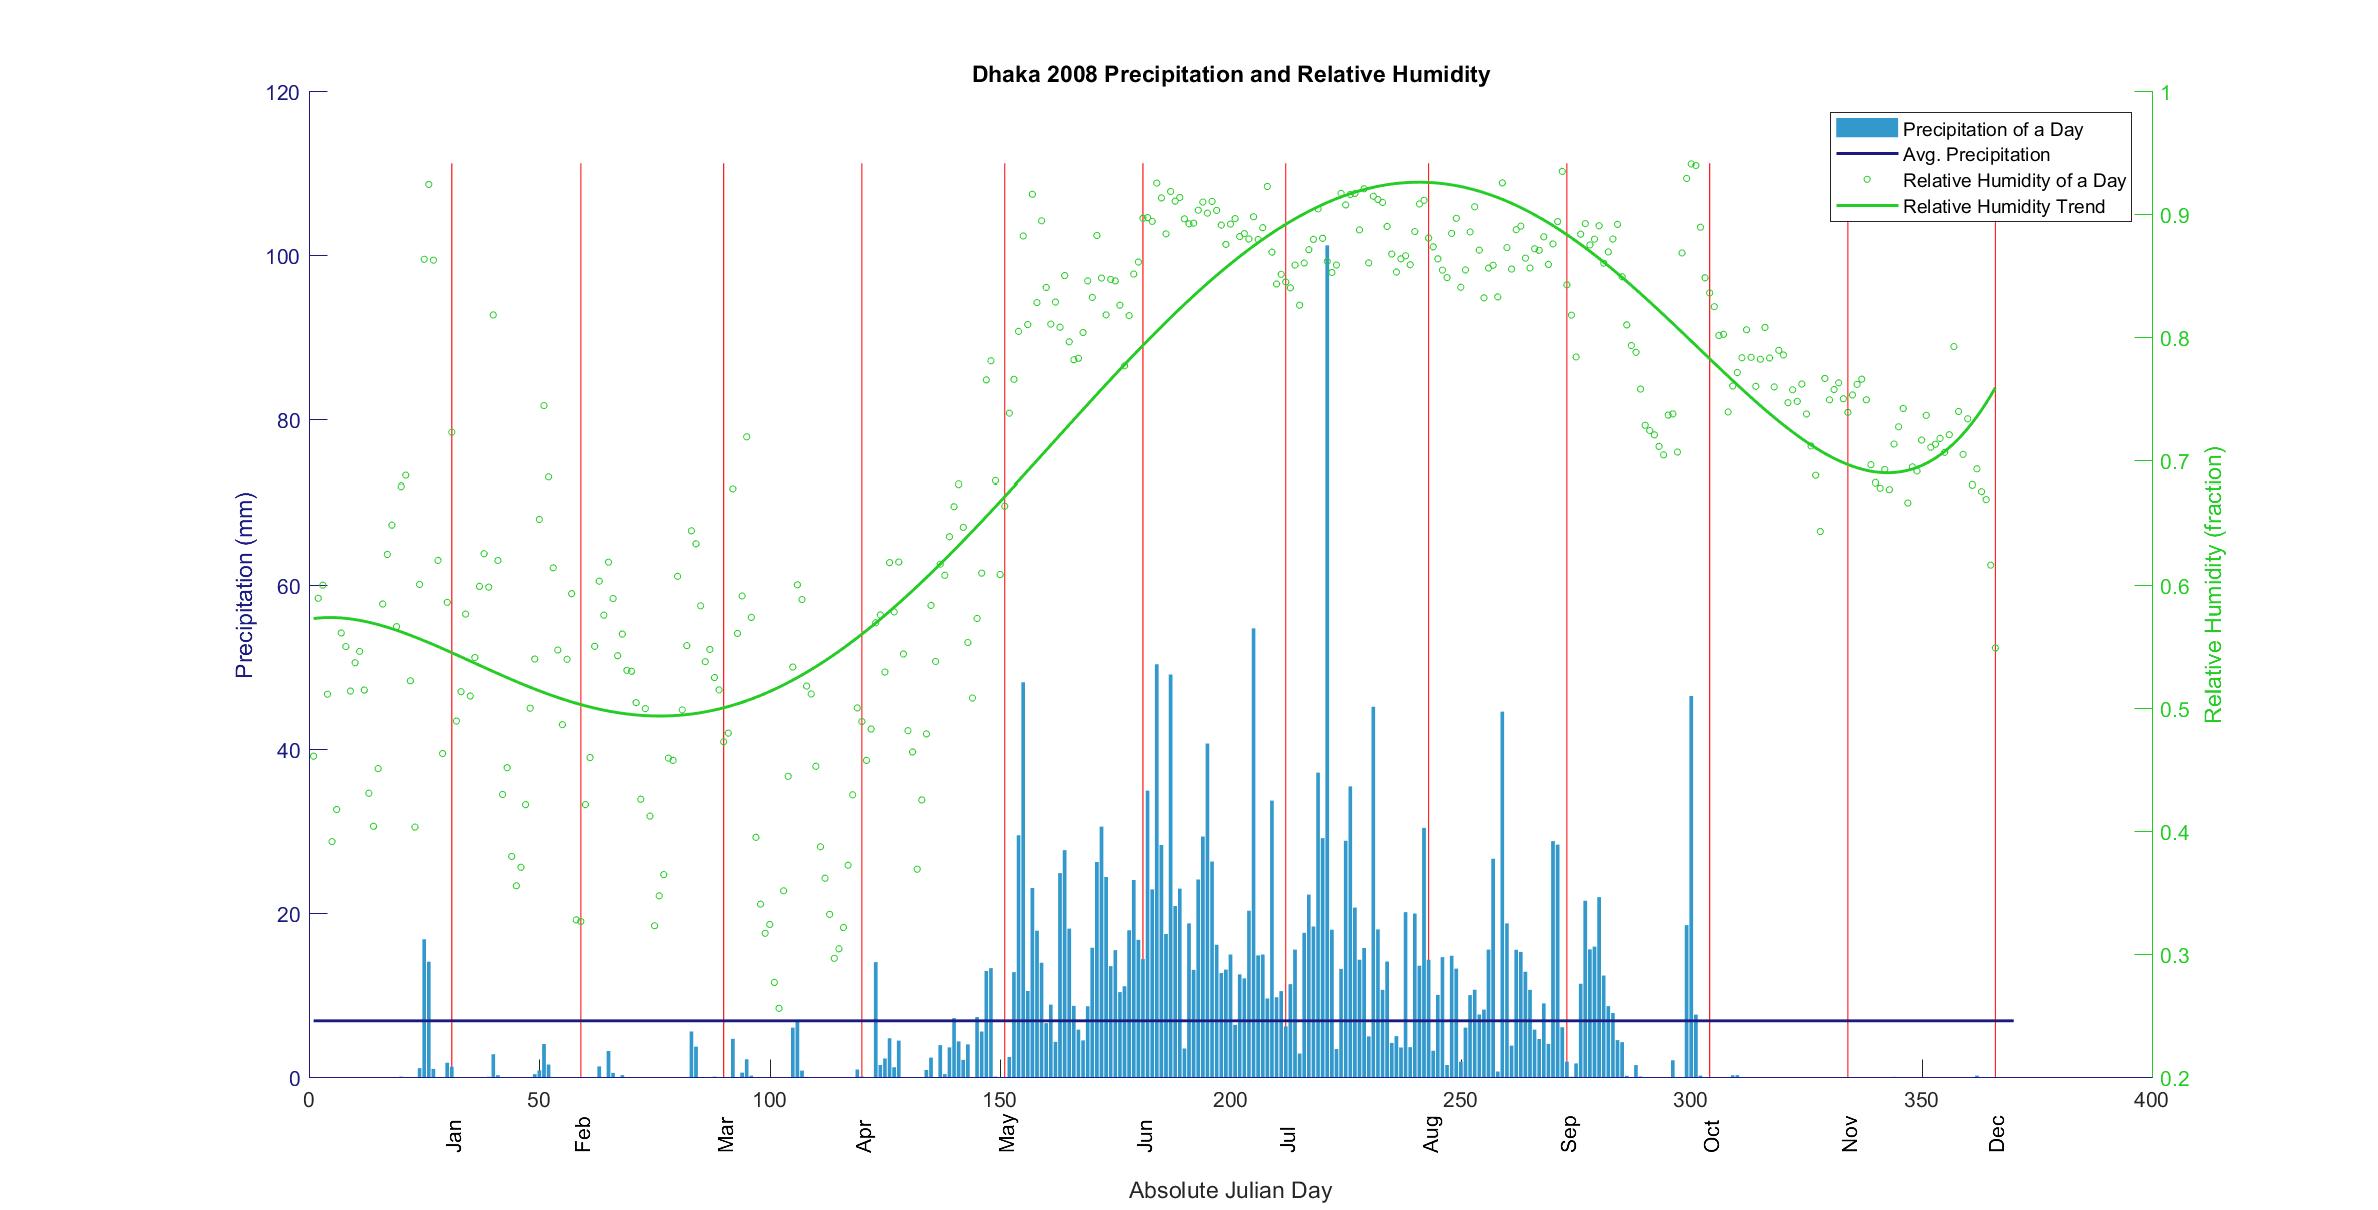 Dhaka 2008 Precipitation and Relative Humidity
120
100
80
60
40
20
0
Precipitation (mm)
1
0.9
0.8
0.7
0.6
0.5
0.4
0.3
0.2
Relative Humidity (fraction)
Precipitation of a Day
Avg. Precipitation
Relative Humidity of a Day
Relative Humidity Trend
0 50 100 150 200 250 300 350 400
Jan Feb Mar Apr May Jun Jul Aug Sep Oct Nov Dec
Absolute Julian Day